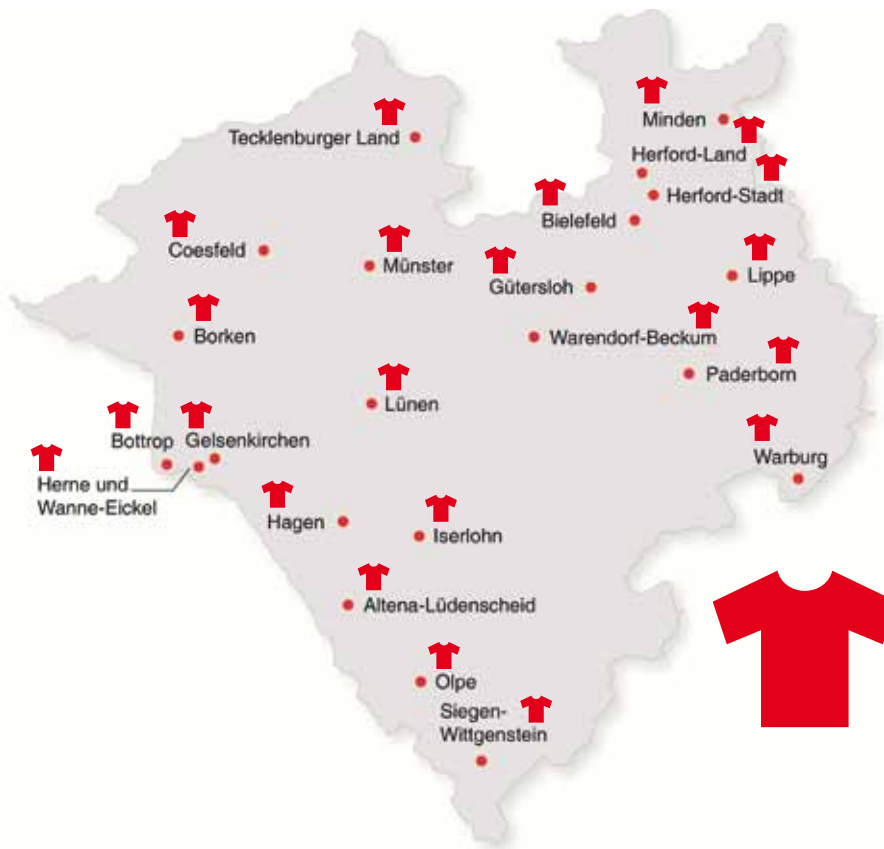 Minden
Tecklenburger Land
Herford-Land
Herford-Stadt
Bielefeld
Coesfeld
Münster
Lippe
Gütersloh
Borken
Warendorf-Beckum
Paderborn
Lünen
Bottrop
Gelsenkirchen
Warburg
Herne und
Wanne-Eickel
Hagen
Iserlohn
Altena-Lüdenscheid
Olpe
Siegen-
Wittgenstein